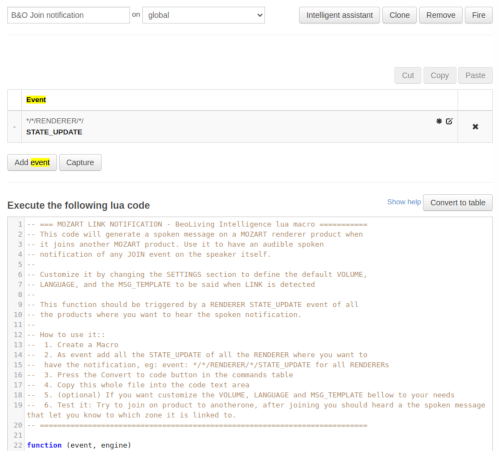 B&O Join notification on global Intelligent assistant Clone Remove Fire
Cut Copy Paste
Event
*/*/RENDERER/*/
STATE_UPDATE
Add event Capture
Execute the following lua code Show help Convert to table
1 -- === MOZART LINK NOTIFICATION - BeoLiving Intelligence lua macro ===========
2 -- This code will generate a spoken message on a MOZART renderer product when
3 -- it joins another MOZART product. Use it to have an audible spoken
4 -- notification of any JOIN event on the speaker itself.
5 --
6 -- Customize it by changing the SETTINGS section to define the default VOLUME,
7 -- LANGUAGE, and the MSG_TEMPLATE to be said when LINK is detected
8 --
9 -- This function should be triggered by a RENDERER STATE_UPDATE event of all
10 -- the products where you want to hear the spoken notification.
11 --
12 -- How to use it::
13 --  1. Create a Macro
14 --  2. As event add all the STATE_UPDATE of all the RENDERER where you want to
15 --  have the notification, eg: event: */*/RENDERER/*/STATE_UPDATE for all RENDERERs
16 --  3. Press the Convert to code button in the commands table
17 --  4. Copy this whole file into the code text area
18 --  5. (optional) If you want customize the VOLUME, LANGUAGE and MSG_TEMPLATE bellow to your needs
19 --  6. Test it: Try to join on product to anotherone, after joining you should heard a the spoken message
that let you know to which zone it is linked to.
20 -- ===================================================================
21
22 function (event, engine)